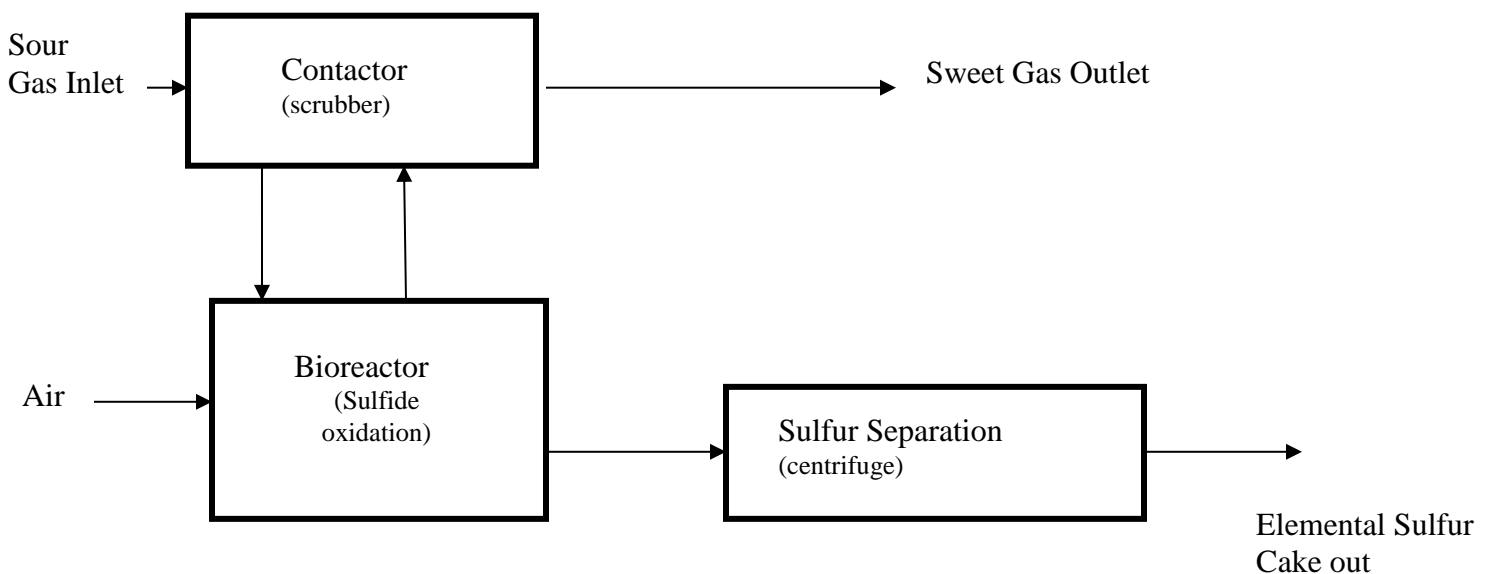 Sour
Gas Inlet
Contactor
(scrubber)
Sweet Gas Outlet
Bioreactor
(Sulfide
oxidation)
Air
Sulfur Separation
(centrifuge)
Elemental Sulfur
Cake out